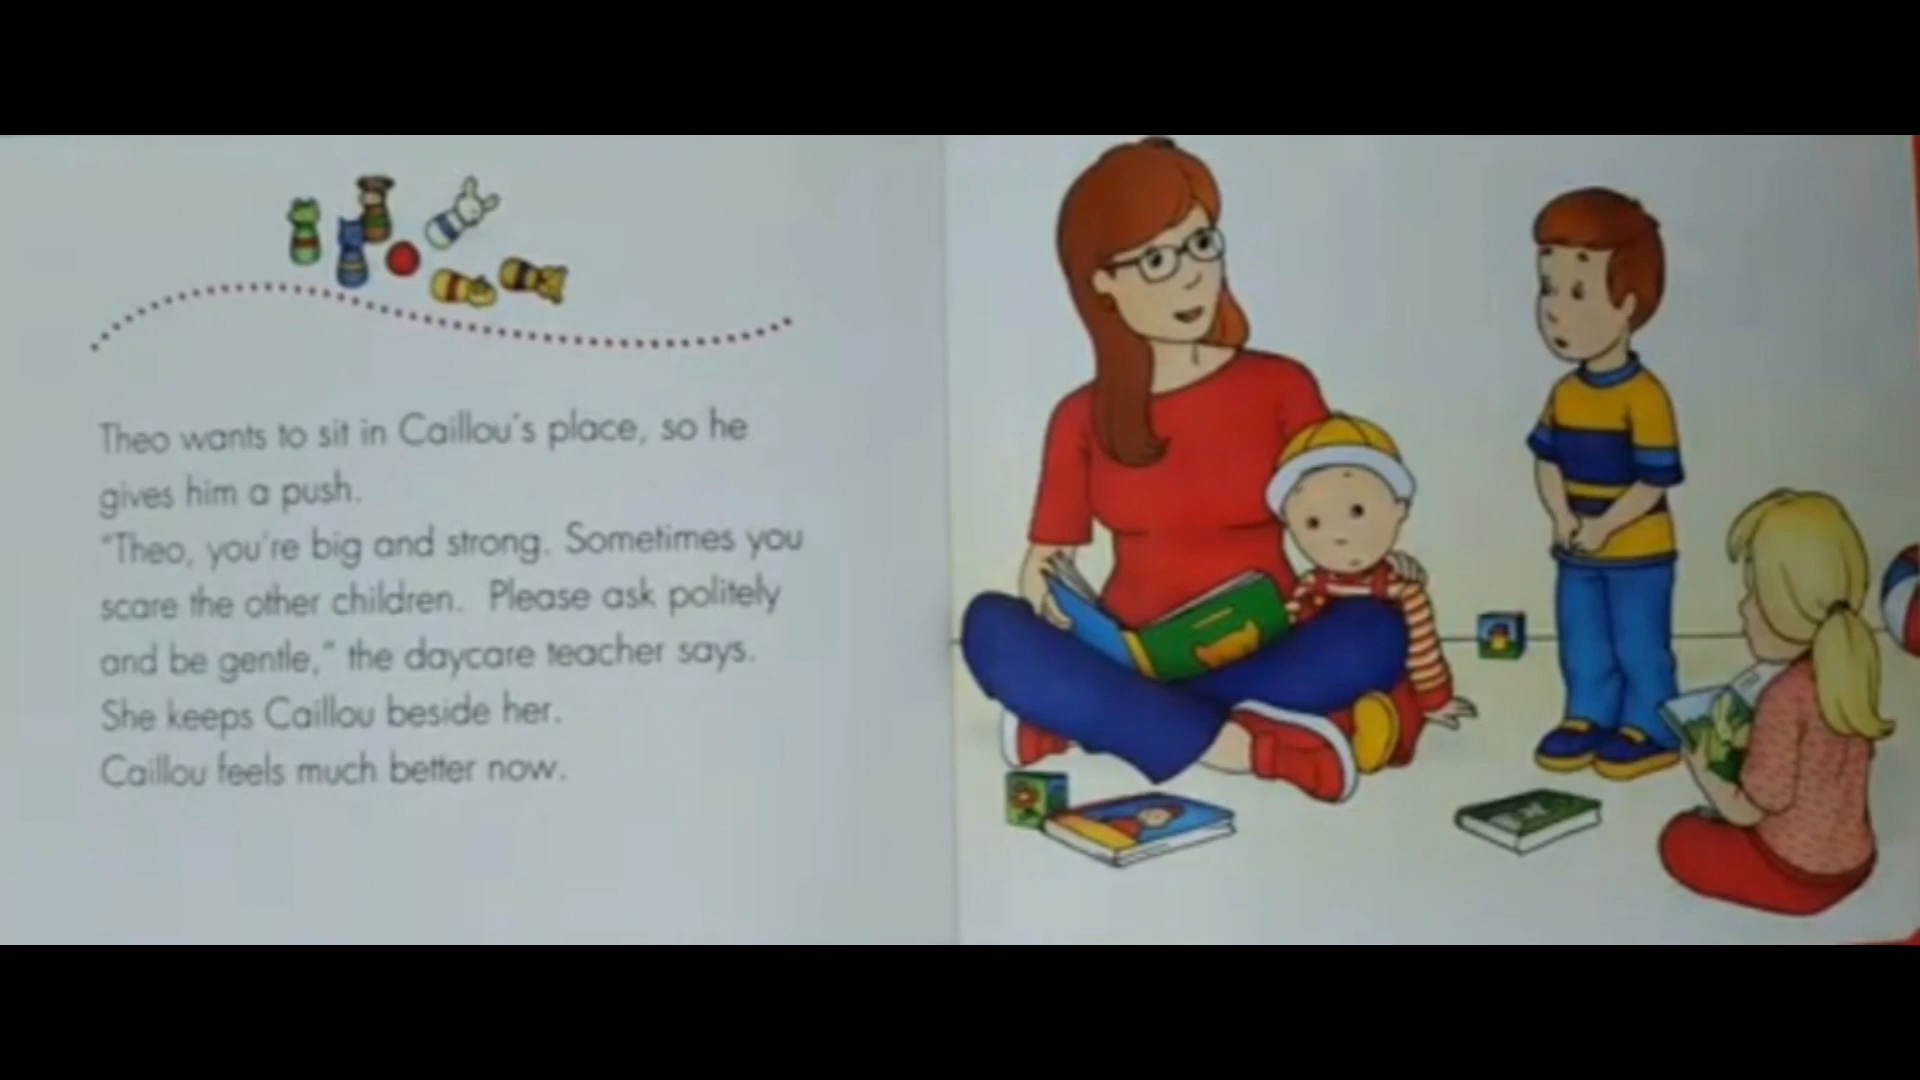 Theo wants to sit in Caillou's place, so he
gives him a push.
"Theo, you're big and strong. Sometimes you
scare the other children. Please ask politely
and be gentle," the daycare teacher says.
She keeps Caillou beside her.
Caillou feels much better now.